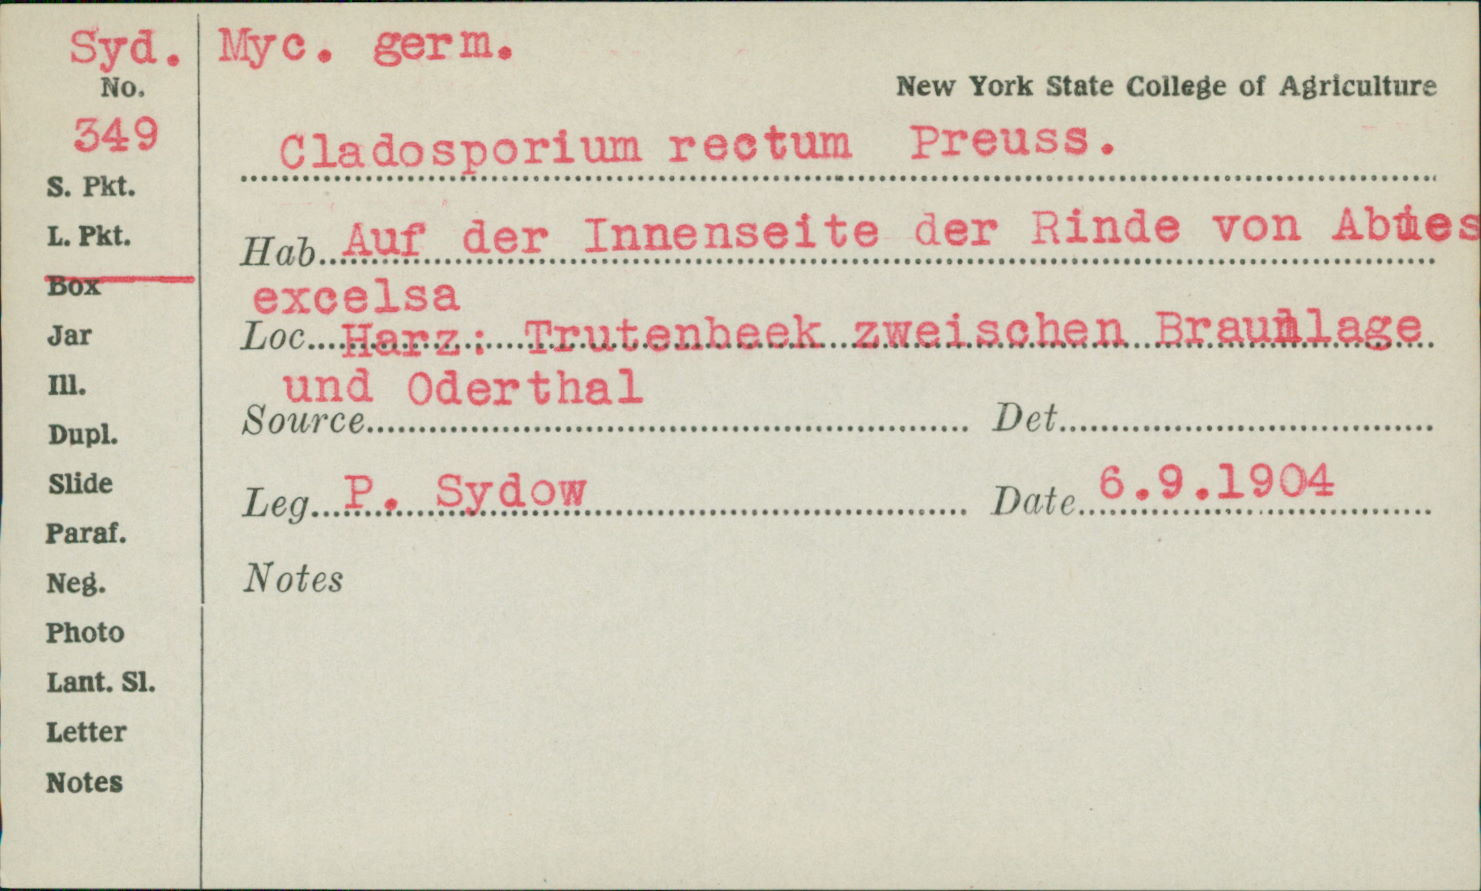 Syd. Myc. germ.
No.
New York State College of Agriculture
349
Cladosporium rectum Preuss.
S. Pkt.
L. Pkt.
Hab. Auf der Innenseite der Rinde von Abies
Box
excelsa
Jar
Loc. Harz: Trutenbeek zweischen Braunlage
Ill.
und Oderthal
Dupl.
Source Det.
Slide
Leg. P. Sydow Date 6.9.1904
Paraf.
Neg.
Notes
Photo
Lant. Sl.
Letter
Notes